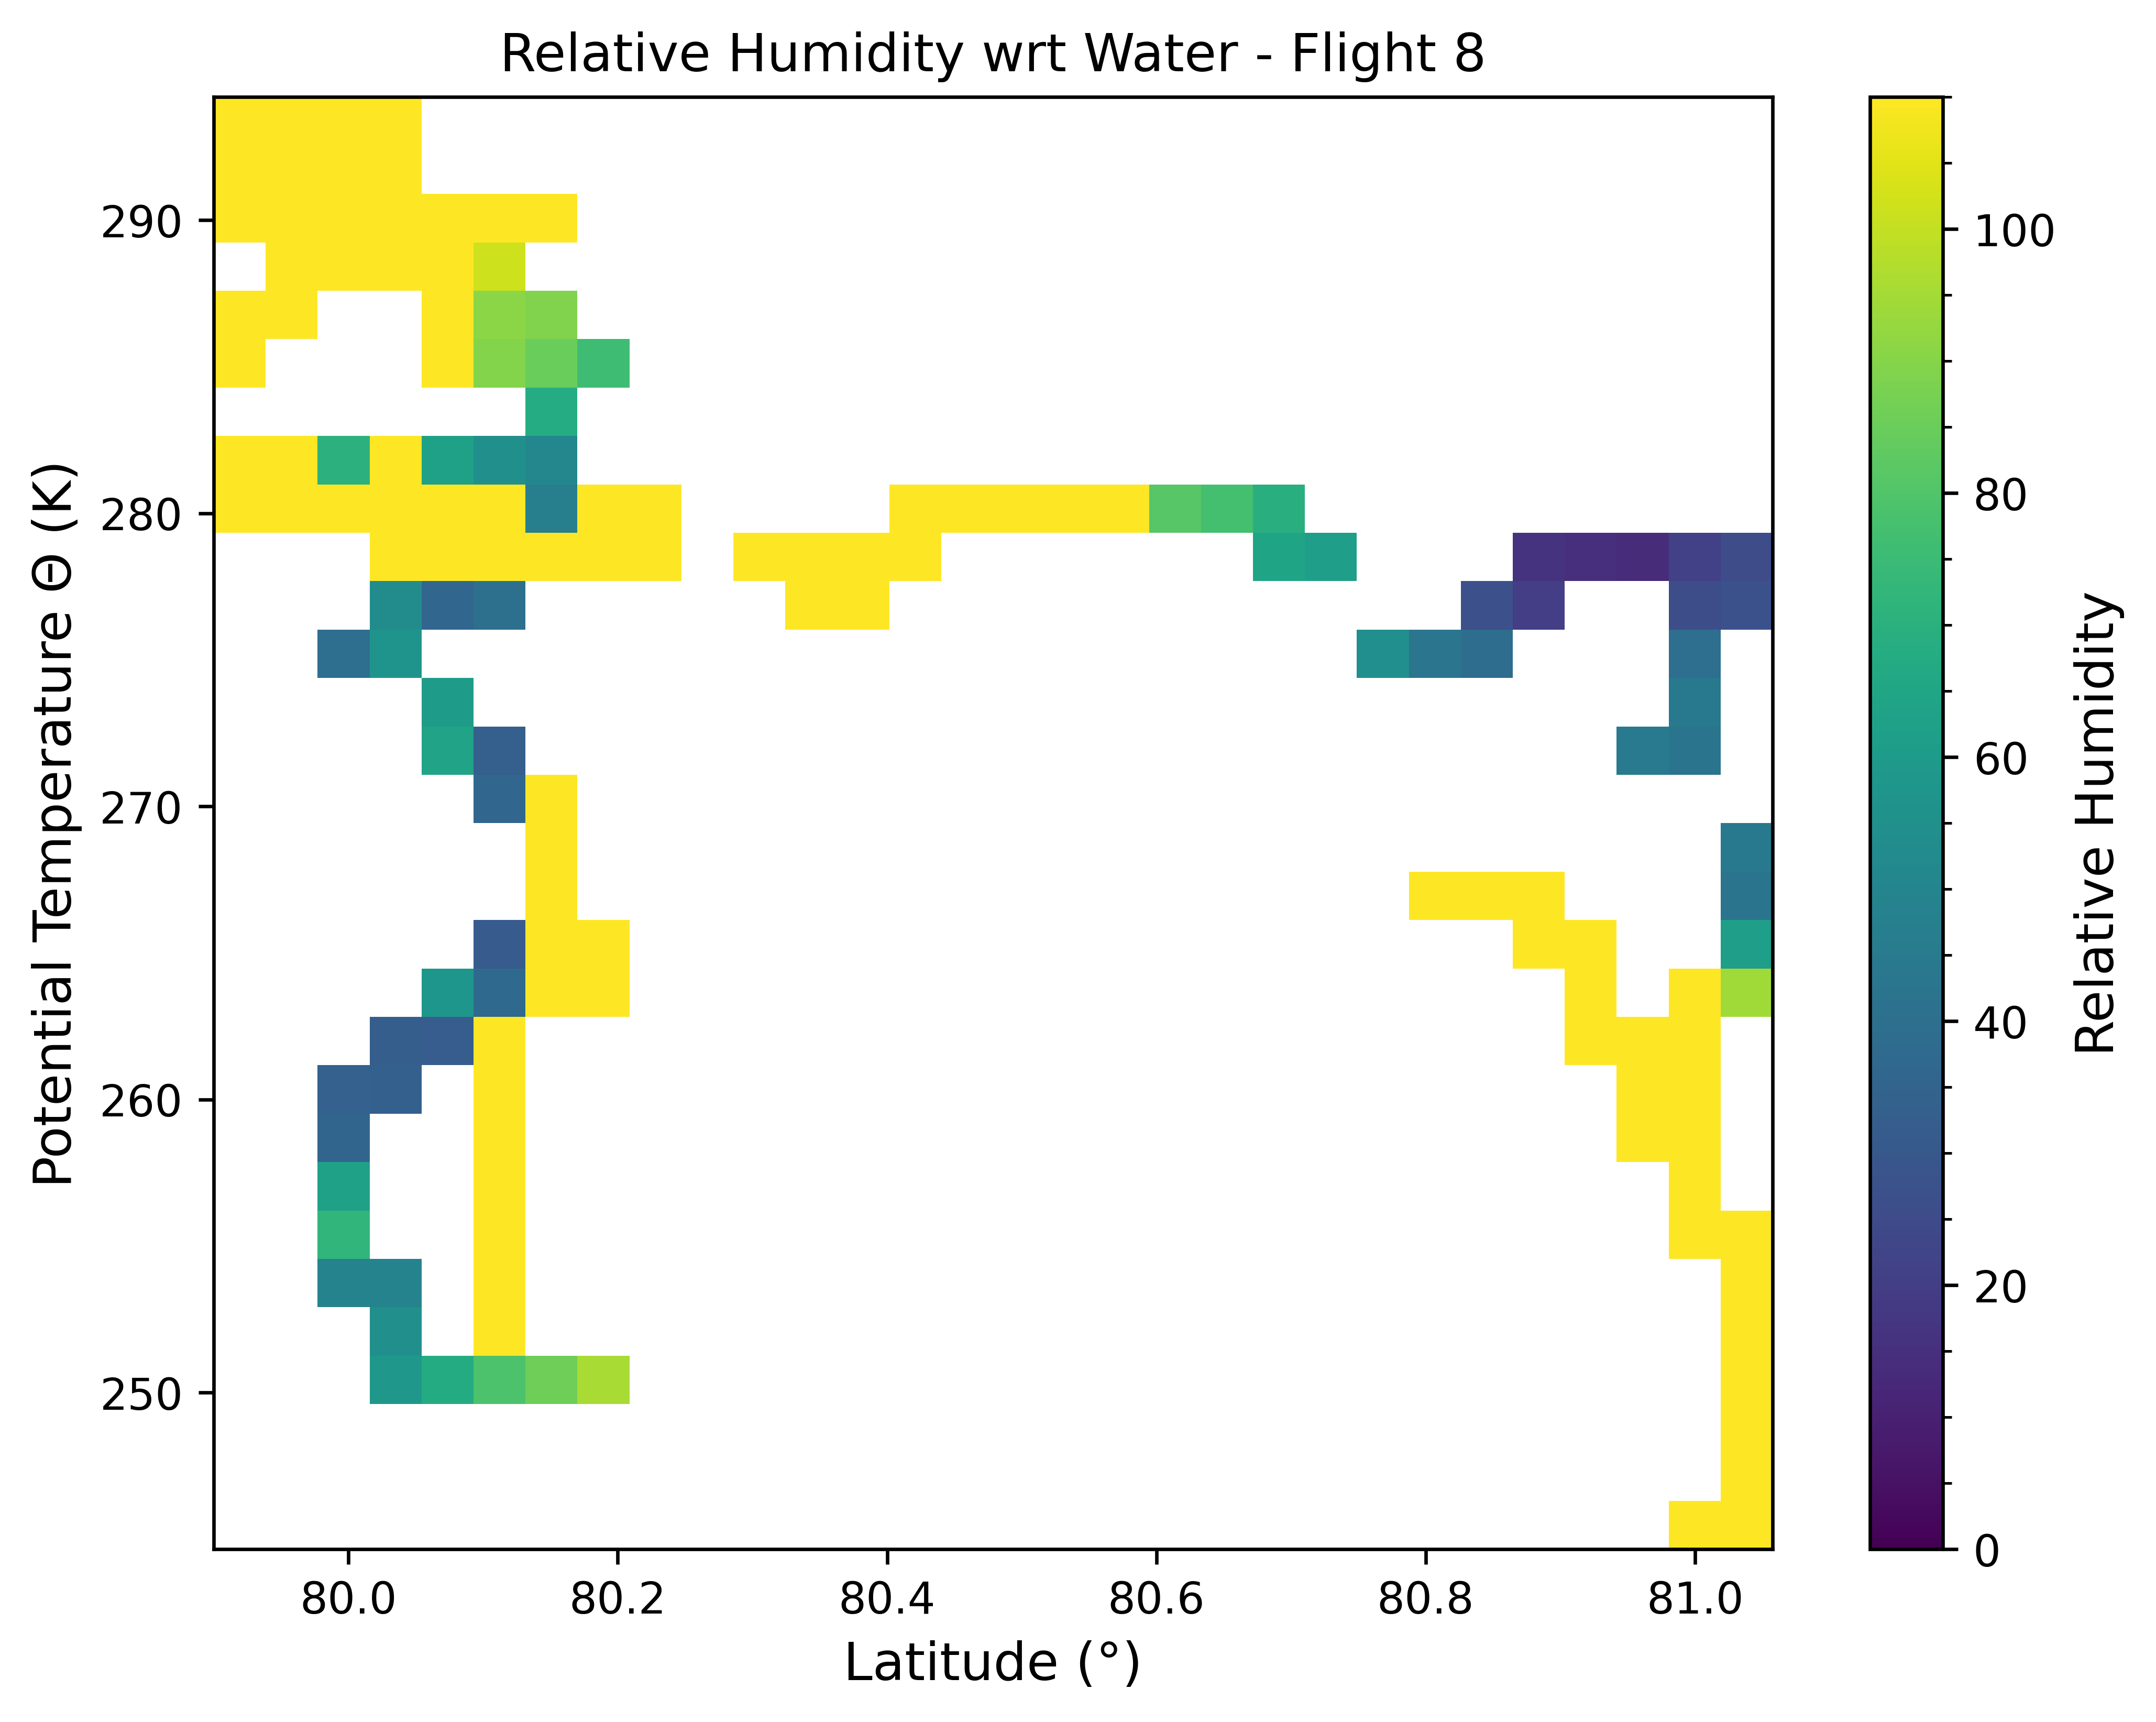 Relative Humidity wrt Water - Flight 8
Potential Temperature Θ (K)
290
280
270
260
250
80.0 80.2 80.4 80.6 80.8 81.0
Latitude (°)
100
80
60
40
20
0
Relative Humidity